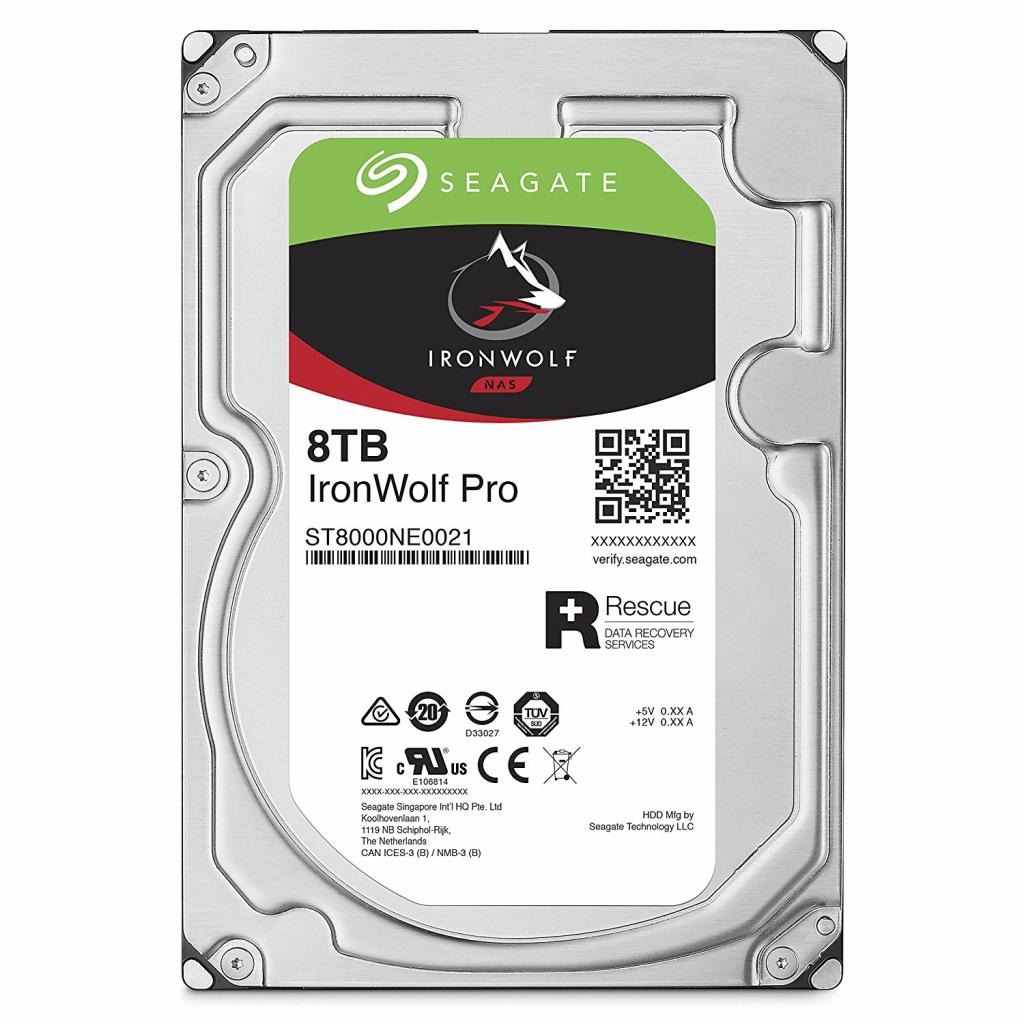 SEAGATE
IRONWOLF
NAS
8TB
IronWolf Pro
ST8000NE0021
XXXXXXXXXXXX
verify.seagate.com
R Rescue
DATA RECOVERY
SERVICES
20
D33027
TÜV
SÜD
+5V 0.XX A
+12V 0.XX A
c RU US
E106814
CE
XXXX-XXX-XXX-XXXXXXXXX
Seagate Singapore Int'l HQ Pte. Ltd
Koolhovenlaan 1,
1119 NB Schiphol-Rijk,
The Netherlands
CAN ICES-3 (B) / NMB-3 (B)
HDD Mfg by
Seagate Technology LLC